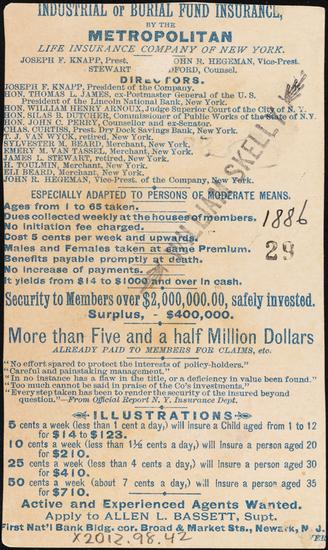 INDUSTRIAL or BURIAL FUND INSURANCE,
BY THE
METROPOLITAN
LIFE INSURANCE COMPANY OF NEW YORK.
JOSEPH F. KNAPP, Prest. OHN R. HEGEMAN, Vice-Prest.
STEWART DFORD, Counsel.
DIRECTORS.
JOSEPH F. KNAPP, President of the Company.
HON. THOMAS L. JAMES, ex-Postmaster General of the U. S.
President of the Lincoln National Bank, New York.
HON. WILLIAM HENRY ARNOUX, Judge Superior Court of the City of N. Y.
HON. SILAS B. DUTCHER, Commissioner of Public Works of the State of N.Y.
HON. JOHN C. PERRY, Counsellor and ex-Senator.
CHAS. CURTISS, Prest. Dry Dock Savings Bank, New York.
T. J. VAN WYCK, retired, New York.
SYLVESTER M. BEARD, Merchant, New York.
EMERY M. VAN TASSEL, Merchant, New York.
JAMES L. STEWART, retired, New York.
H. TOULMIN, Merchant, New York.
ELI BEARD, Merchant, New York.
JOHN R. HEGEMAN, Vice-Prest. of the Company, New York.
WILLIAM SKELLY
ESPECIALLY ADAPTED TO PERSONS OF MODERATE MEANS.
Ages from 1 to 65 taken.
Dues collected weekly at the houses of members.
No initiation fee charged.
Cost 5 cents per week and upwards.
Males and Females taken at same Premium.
Benefits payable promptly at death.
No increase of payments.
It yields from $14 to $1000 and over in cash.
1886
29
Security to Members over $2,000,000.00, safely invested.
Surplus, - $400,000.
More than Five and a half Million Dollars
ALREADY PAID TO MEMBERS FOR CLAIMS, etc.
"No effort spared to protect the interests of policy-holders."
"Careful and painstaking management."
"In no instance has a flaw in the title, or a deficiency in value been found."
"Too much cannot be said in praise of the Co's investments."
"Every step taken has been to render the security of the insured beyond
question."—From Official Report N. Y. Insurance Dept.
ILLUSTRATIONS
5 cents a week (less than 1 cent a day) will insure a Child aged from 1 to 12
for $14 to $123.
10 cents a week (less than 1½ cents a day) will insure a person aged 20
for $210.
25 cents a week (less than 4 cents a day) will insure a person aged 30
for $410.
50 cents a week (about 7 cents a day) will insure a person aged 35
for $710.
Active and Experienced Agents Wanted.
Apply to ALLEN L. BASSETT, Supt.
First Nat'l Bank Bldg. cor. Broad & Market Sts., Newark, N. J.
X2012.98.42